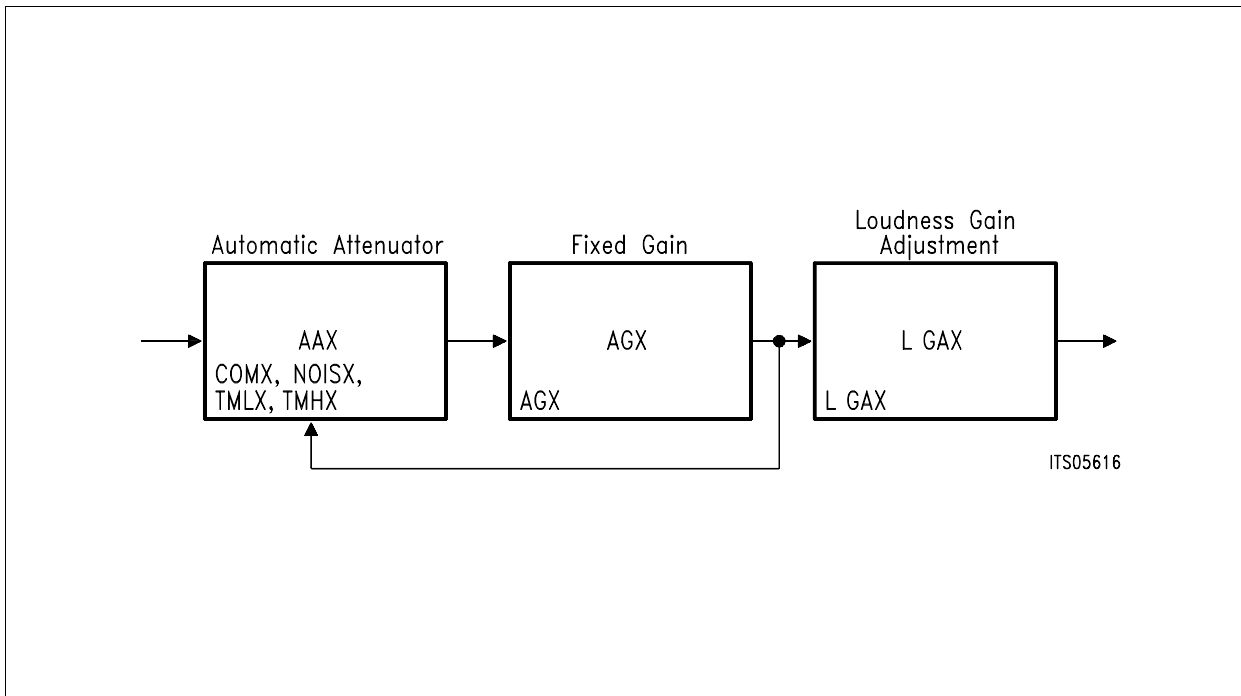 Automatic Attenuator
AAX
COMX, NOISX,
TMLX, TMHX
Fixed Gain
AGX
AGX
Loudness Gain
Adjustment
L GAX
L GAX
ITS05616